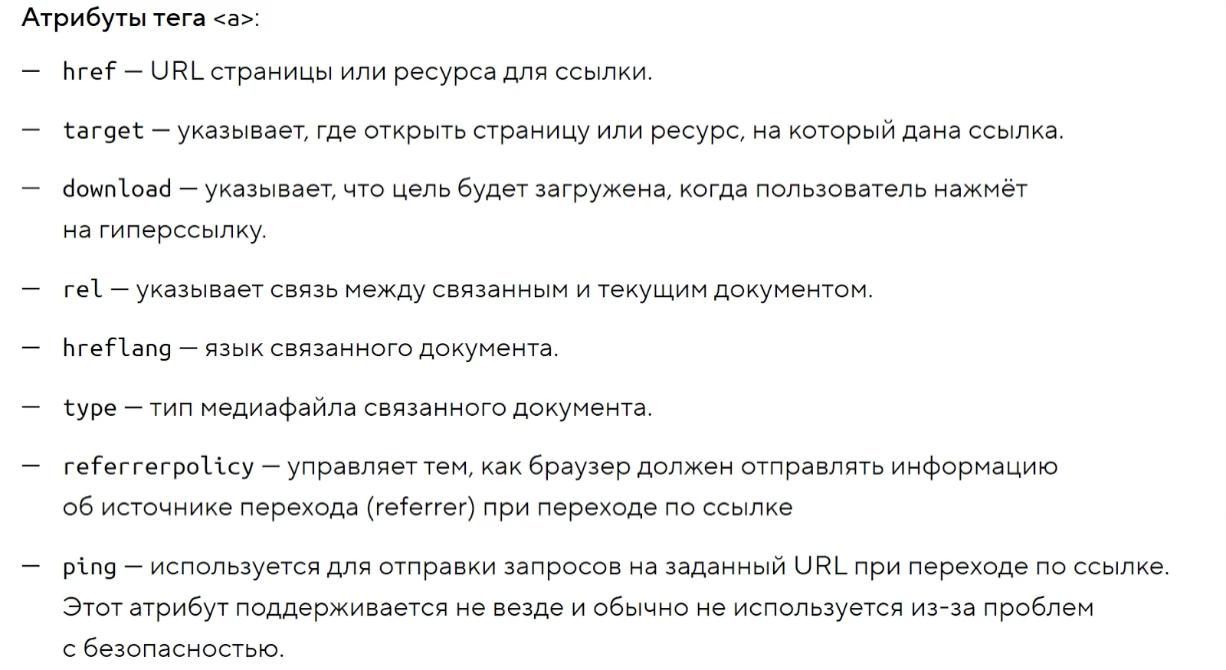 Атрибуты тега <a>:
— href — URL страницы или ресурса для ссылки.
— target — указывает, где открыть страницу или ресурс, на который дана ссылка.
— download — указывает, что цель будет загружена, когда пользователь нажмёт
на гиперссылку.
— rel — указывает связь между связанным и текущим документом.
— hreflang — язык связанного документа.
— type — тип медиафайла связанного документа.
— referrerpolicy — управляет тем, как браузер должен отправлять информацию
об источнике перехода (referrer) при переходе по ссылке
— ping — используется для отправки запросов на заданный URL при переходе по ссылке.
Этот атрибут поддерживается не везде и обычно не используется из-за проблем
с безопасностью.